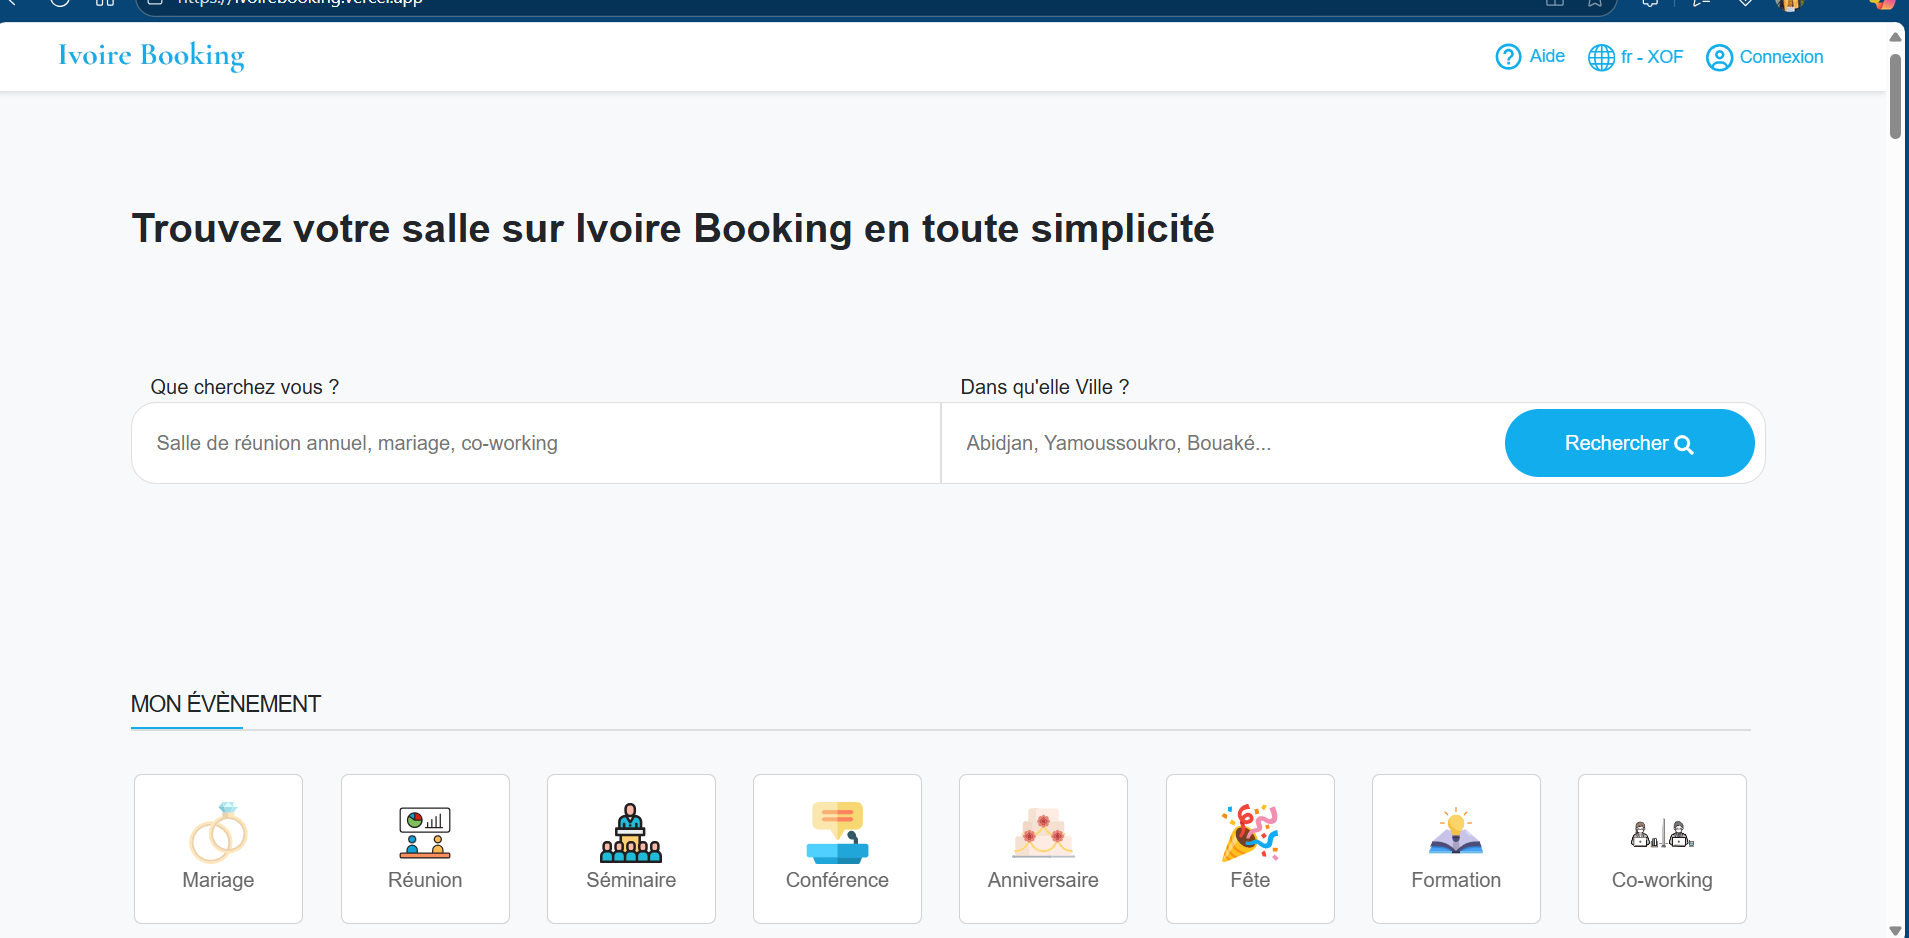 https://ivoirebooking.vercel.app
Ivoire Booking
Aide
fr - XOF
Connexion
Trouvez votre salle sur Ivoire Booking en toute simplicité
Que cherchez vous ?
Dans qu'elle Ville ?
Salle de réunion annuel, mariage, co-working
Abidjan, Yamoussoukro, Bouaké...
Rechercher
MON ÉVÈNEMENT
Mariage
Réunion
Séminaire
Conférence
Anniversaire
Fête
Formation
Co-working